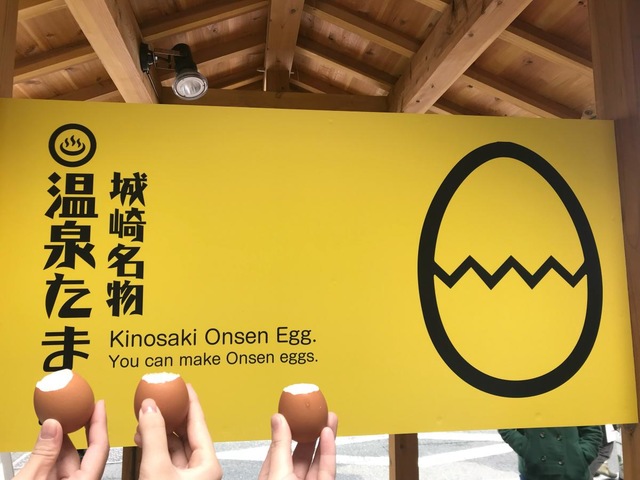 城崎名物
温泉たま
Kinosaki Onsen Egg.
You can make Onsen eggs.